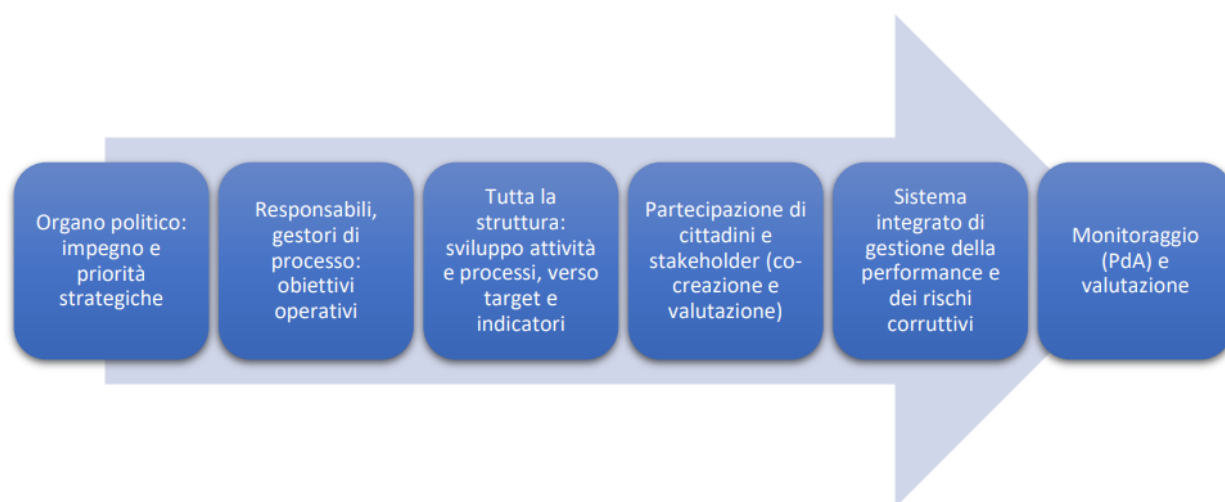 Organo politico:
impegno e
priorità
strategiche
Responsabili,
gestori di
processo:
obiettivi
operativi
Tutta la
struttura:
sviluppo attività
e processi, verso
target e
indicatori
Partecipazione di
cittadini e
stakeholder (co-
creazione e
valutazione)
Sistema
integrato di
gestione della
performance e
dei rischi
corruttivi
Monitoraggio
(PdA) e
valutazione